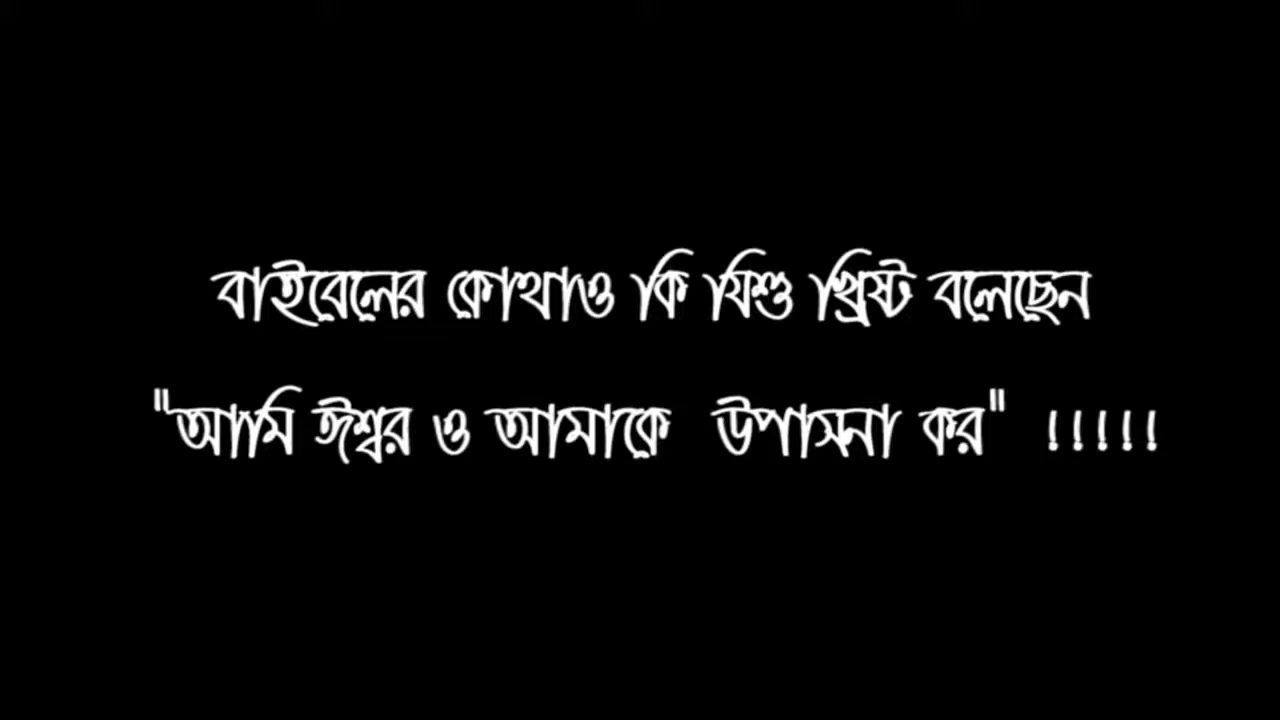 বাইবেলের কোথাও কি যিশু খ্রিষ্ট বলেছেন
"আমি ঈশ্বর ও আমাকে উপাসনা কর" !!!!!